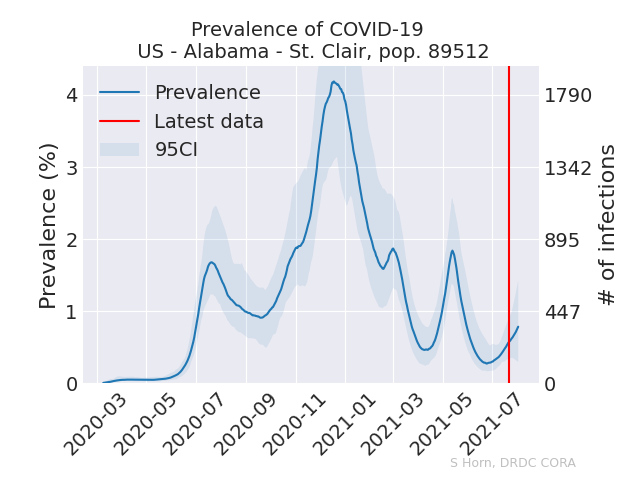 Prevalence of COVID-19
US - Alabama - St. Clair, pop. 89512
Prevalence
Latest data
95CI
Prevalence (%)
4
3
2
1
0
1790
1342
895
447
0
# of infections
2020-03
2020-05
2020-07
2020-09
2020-11
2021-01
2021-03
2021-05
2021-07
S Horn, DRDC CORA